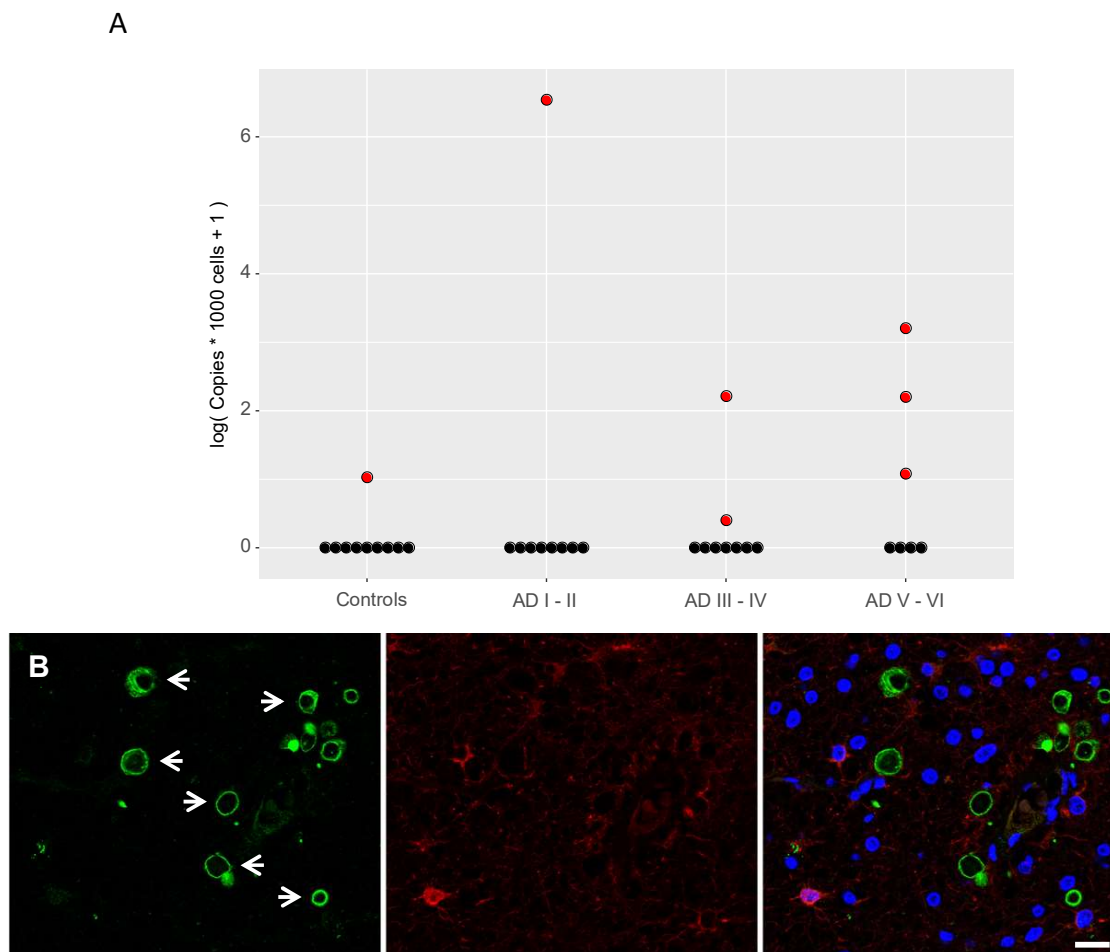 A
log( Copies * 1000 cells + 1 )
6
4
2
0
Controls
AD I - II
AD III - IV
AD V - VI
B